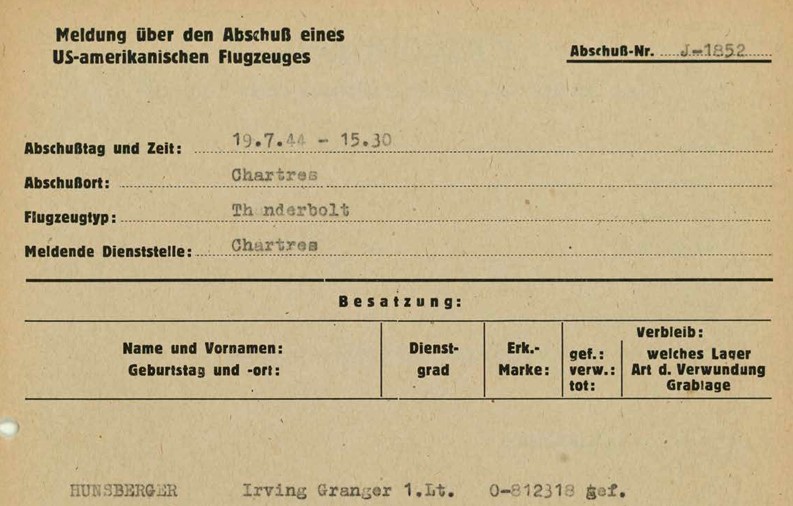 Meldung über den Abschuß eines
US-amerikanischen Flugzeuges
Abschuß-Nr. J-1852
Abschußtag und Zeit: 19.7.44 - 15.30
Abschußort: Chartres
Flugzeugtyp: Th nderbolt
Meldende Dienststelle: Chartres
Besatzung:
Name und Vornamen:
Geburtstag und -ort:
Dienst-
grad
Erk.-
Marke:
Verbleib:
gef.:
verw.:
tot:
welches Lager
Art d. Verwundung
Grablage
HUNSBERGER Irving Granger 1.Lt. O-812318 gef.